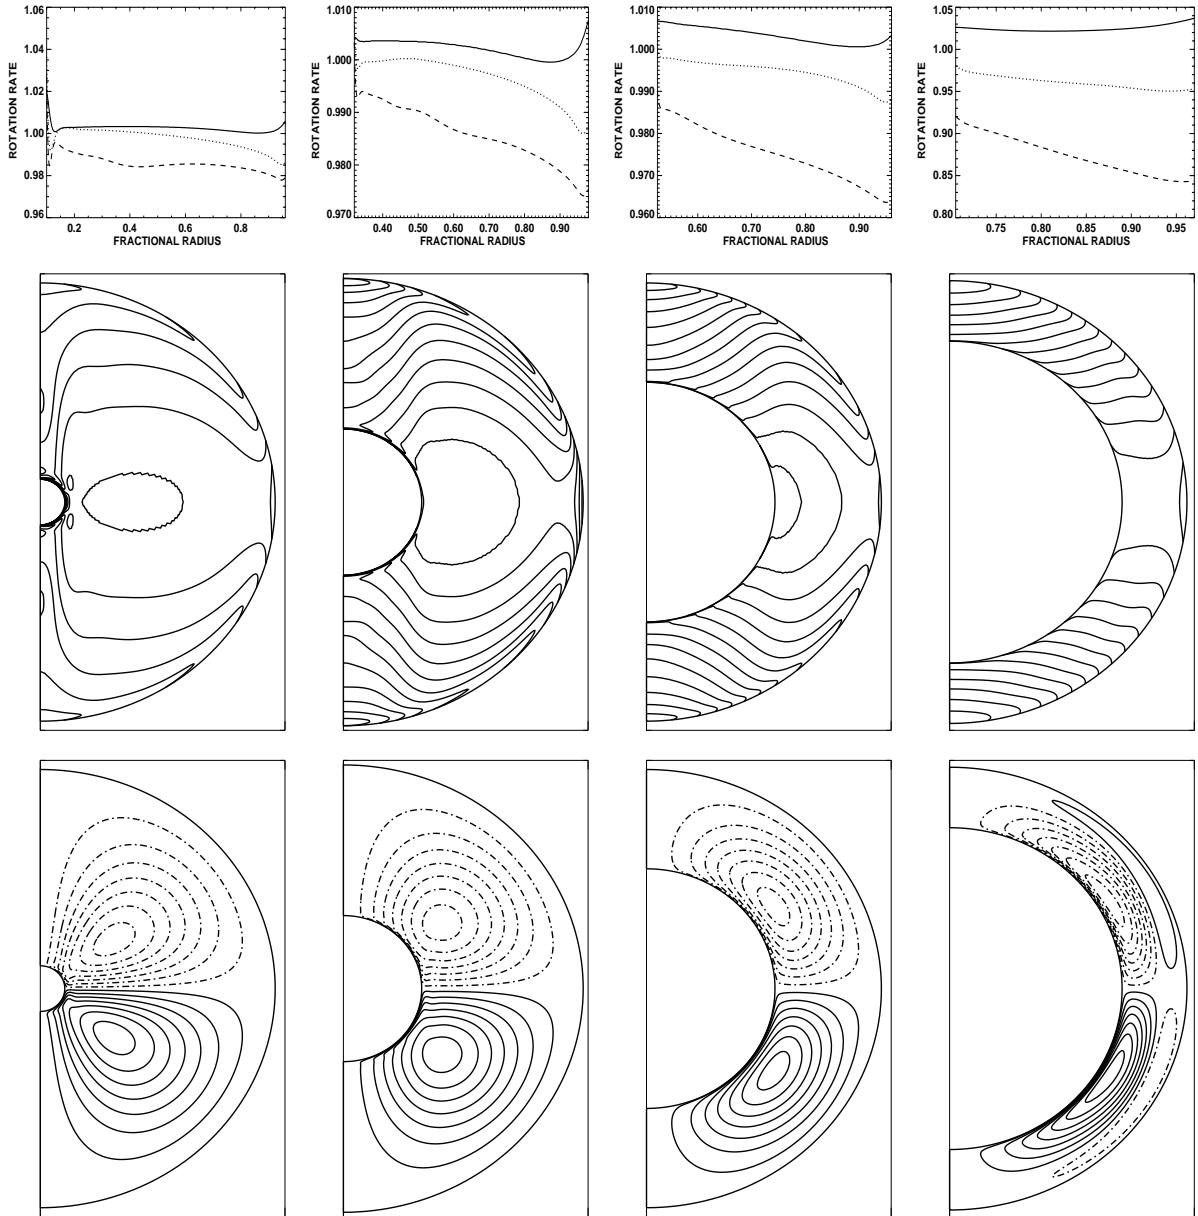 1.06
1.04
1.02
1.00
0.98
0.96
ROTATION RATE
0.2 0.4 0.6 0.8
FRACTIONAL RADIUS
1.010
1.000
0.990
0.980
0.970
ROTATION RATE
0.40 0.50 0.60 0.70 0.80 0.90
FRACTIONAL RADIUS
1.010
1.000
0.990
0.980
0.970
0.960
ROTATION RATE
0.60 0.70 0.80 0.90
FRACTIONAL RADIUS
1.05
1.00
0.95
0.90
0.85
0.80
ROTATION RATE
0.75 0.80 0.85 0.90 0.95
FRACTIONAL RADIUS